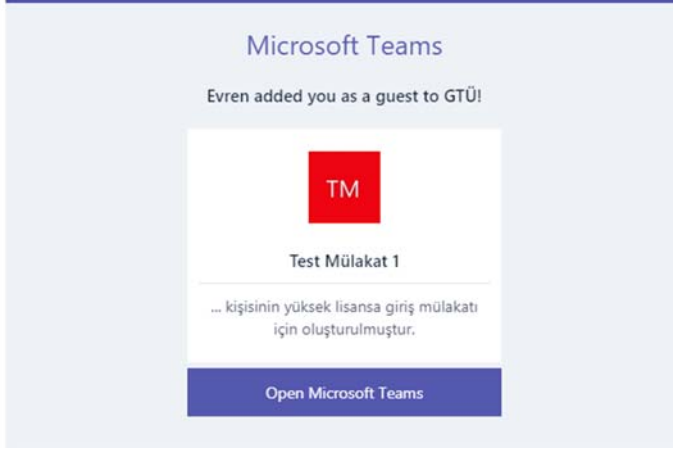 Microsoft Teams
Evren added you as a guest to GTÜ!
TM
Test Mülakat 1
... kişisinin yüksek lisansa giriş mülakatı
için oluşturulmuştur.
Open Microsoft Teams